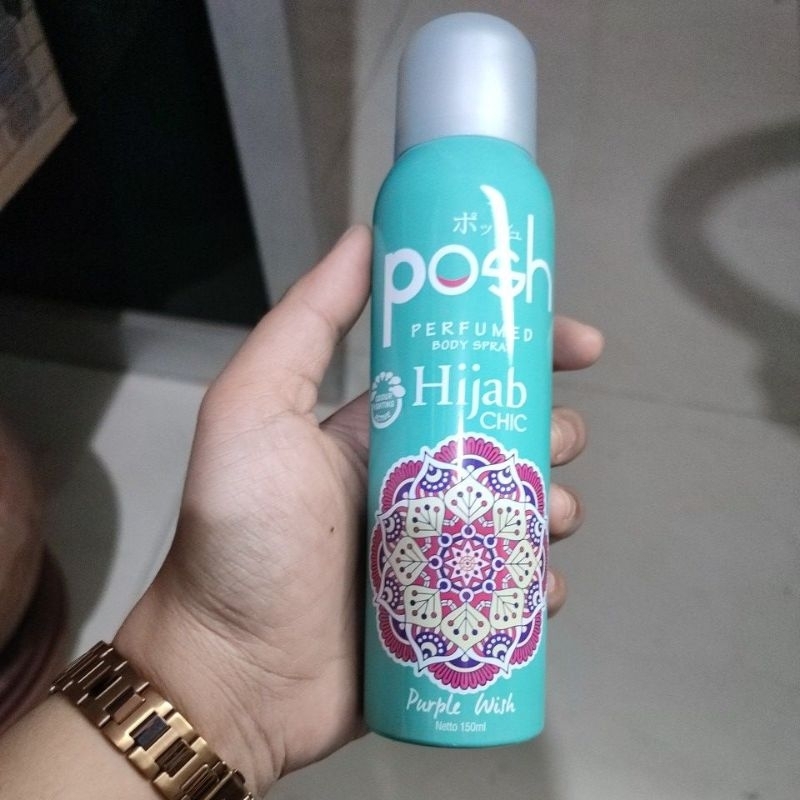 ポッシュ
posh
PERFUMED
BODY SPRAY
Hijab
CHIC
Purple Wish
Netto 150ml